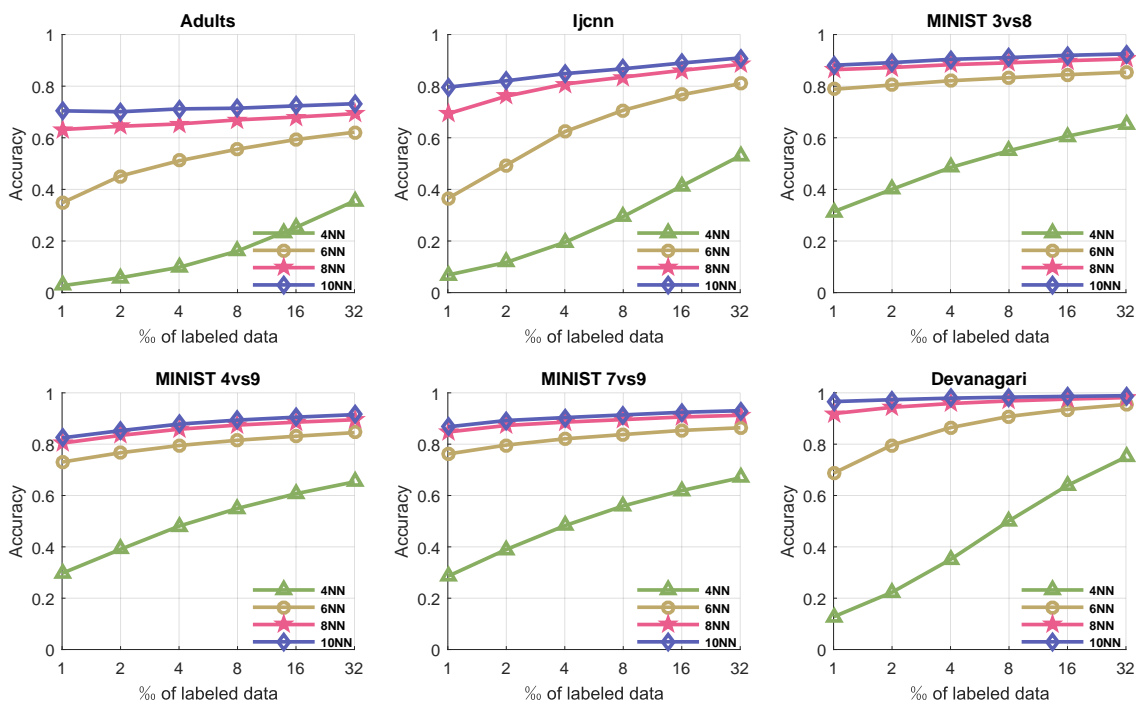 Adults
Accuracy
1
0.8
0.6
0.4
0.2
0
4NN
6NN
8NN
10NN
1 2 4 8 16 32
‰ of labeled data
Ijcnn
Accuracy
1
0.8
0.6
0.4
0.2
0
4NN
6NN
8NN
10NN
1 2 4 8 16 32
‰ of labeled data
MINIST 3vs8
Accuracy
1
0.8
0.6
0.4
0.2
0
4NN
6NN
8NN
10NN
1 2 4 8 16 32
‰ of labeled data
MINIST 4vs9
Accuracy
1
0.8
0.6
0.4
0.2
0
4NN
6NN
8NN
10NN
1 2 4 8 16 32
‰ of labeled data
MINIST 7vs9
Accuracy
1
0.8
0.6
0.4
0.2
0
4NN
6NN
8NN
10NN
1 2 4 8 16 32
‰ of labeled data
Devanagari
Accuracy
1
0.8
0.6
0.4
0.2
0
4NN
6NN
8NN
10NN
1 2 4 8 16 32
‰ of labeled data